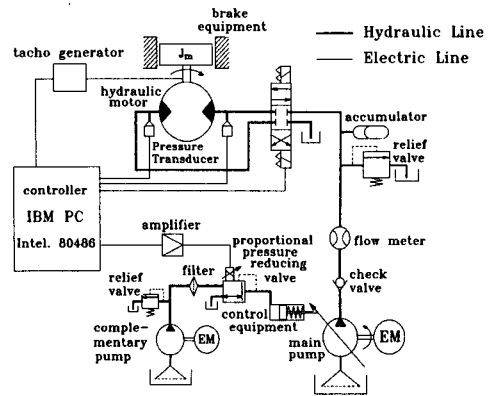 brake
equipment
Hydraulic Line
Electric Line
tacho generator
Jm
hydraulic
motor
accumulator
Pressure
Transducer
relief
valve
controller
IBM PC
Intel. 80486
amplifier
flow meter
proportional
pressure
reducing
valve
filter
relief
valve
check
valve
control
equipment
comple-
mentary
pump
EM
main
pump
EM